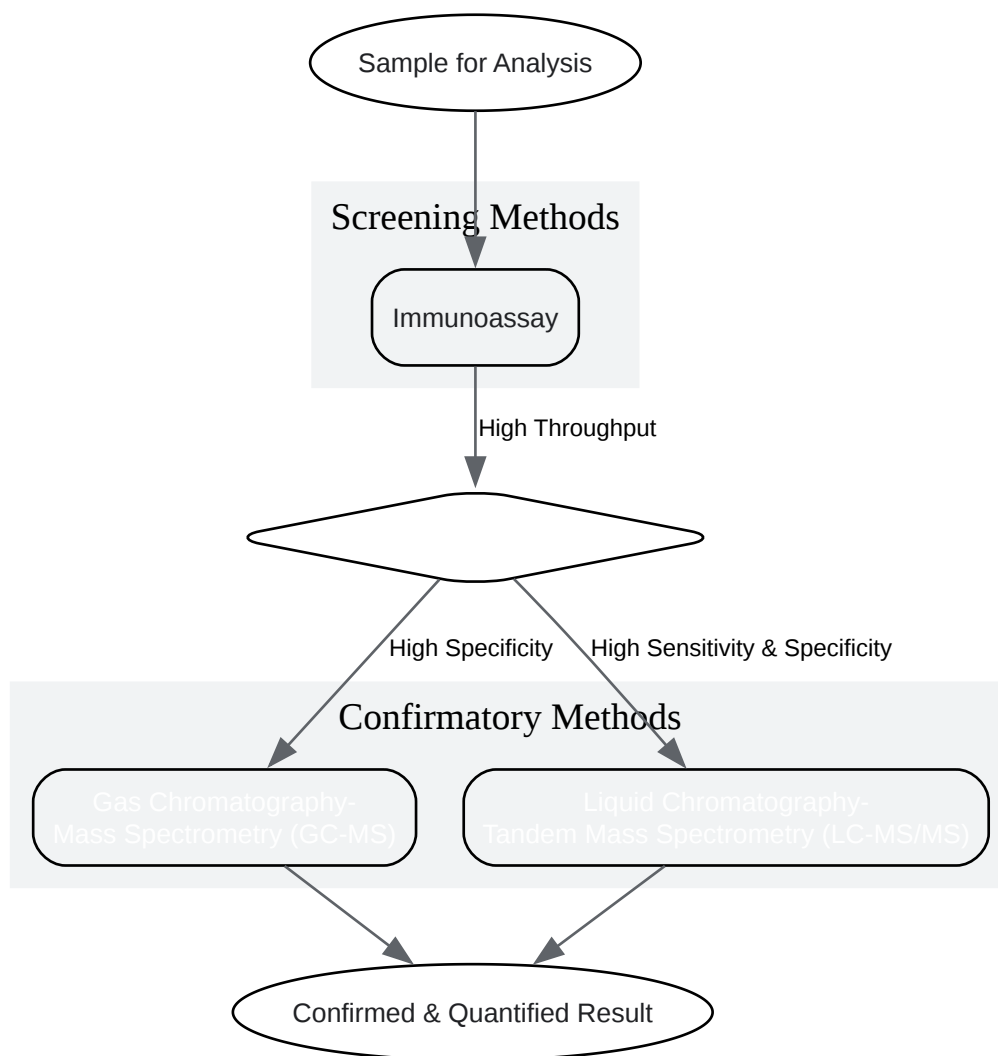 Sample for Analysis
Screening Methods
Immunoassay
High Throughput
High Specificity
High Sensitivity & Specificity
Confirmatory Methods
Gas Chromatography-
Mass Spectrometry (GC-MS)
Liquid Chromatography-
Tandem Mass Spectrometry (LC-MS/MS)
Confirmed & Quantified Result